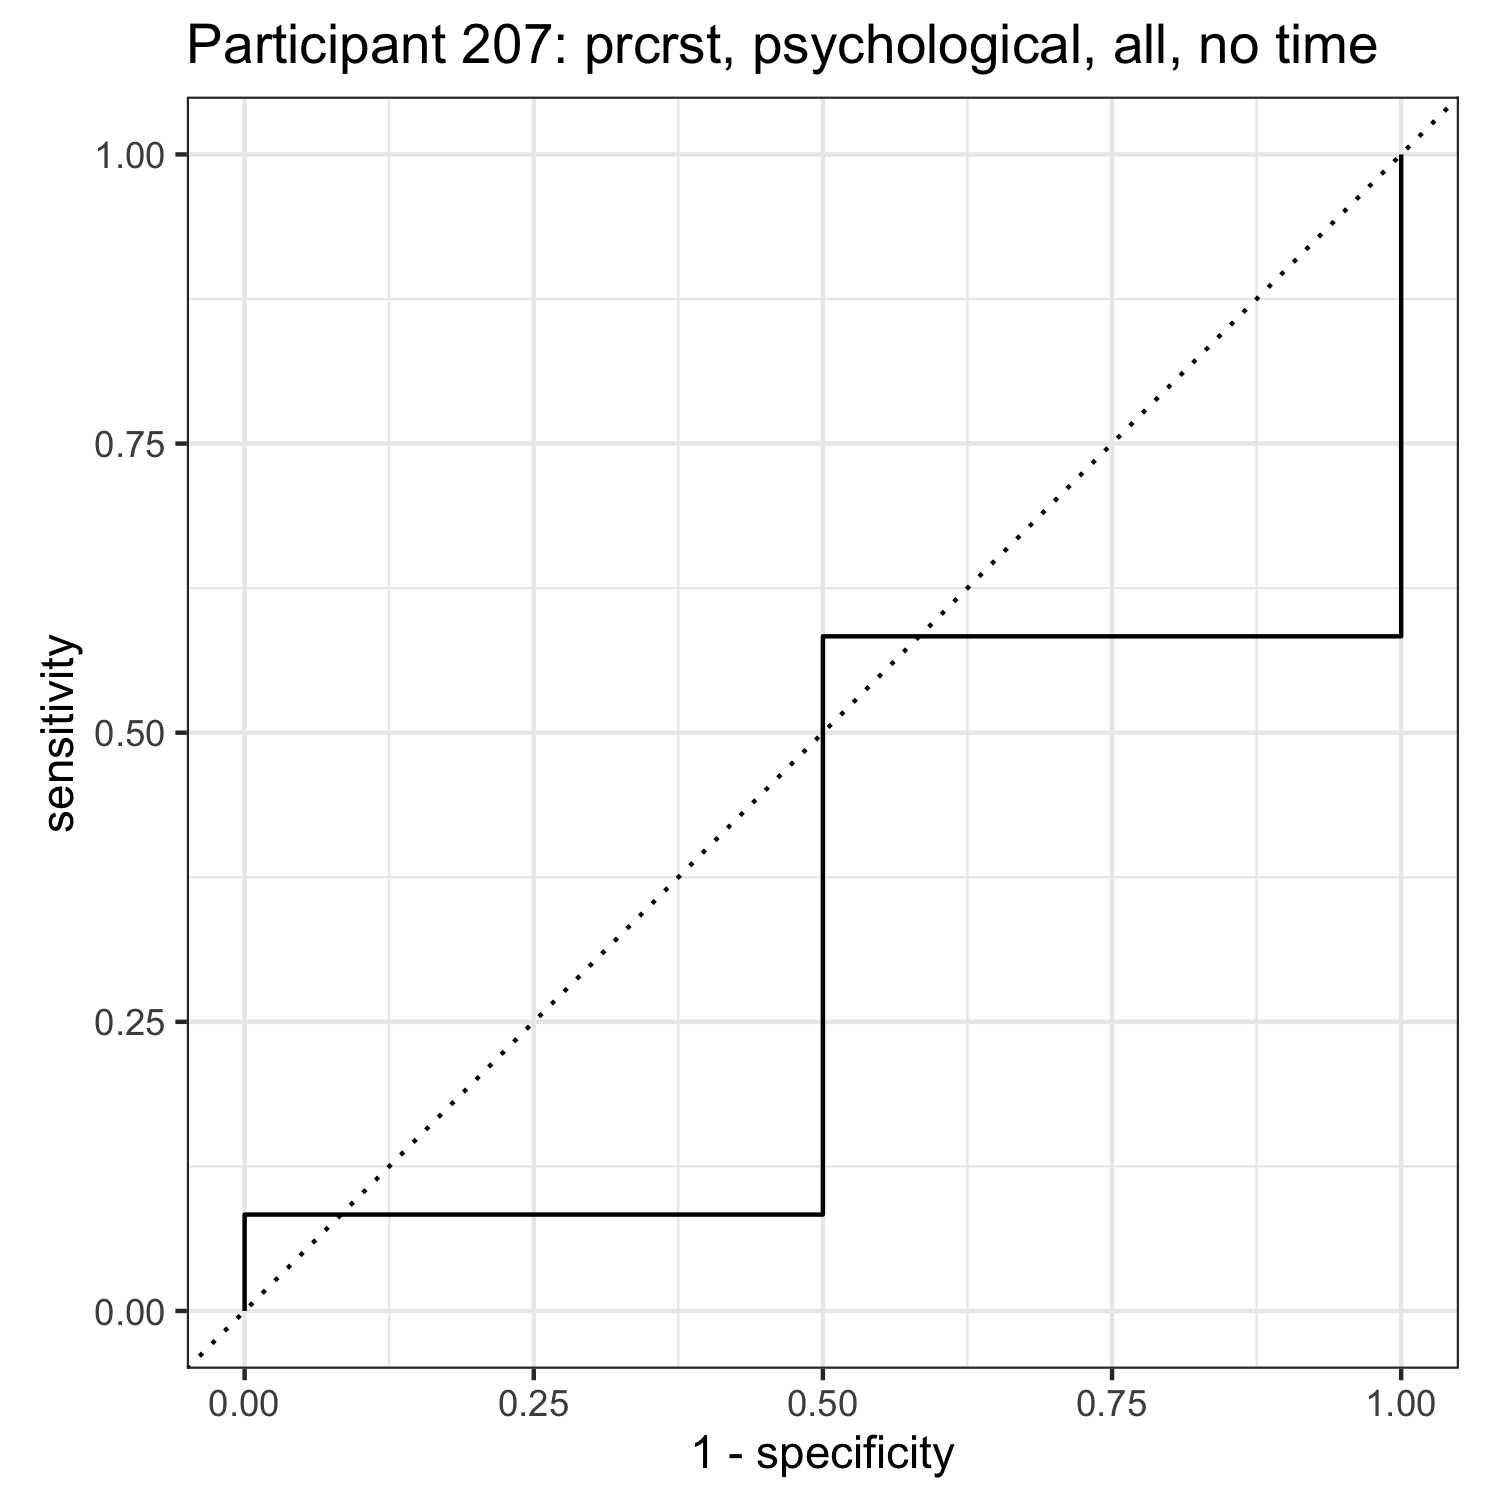 Participant 207: prcrst, psychological, all, no time
1.00
0.75
0.50
0.25
0.00
sensitivity
0.00 0.25 0.50 0.75 1.00
1 - specificity